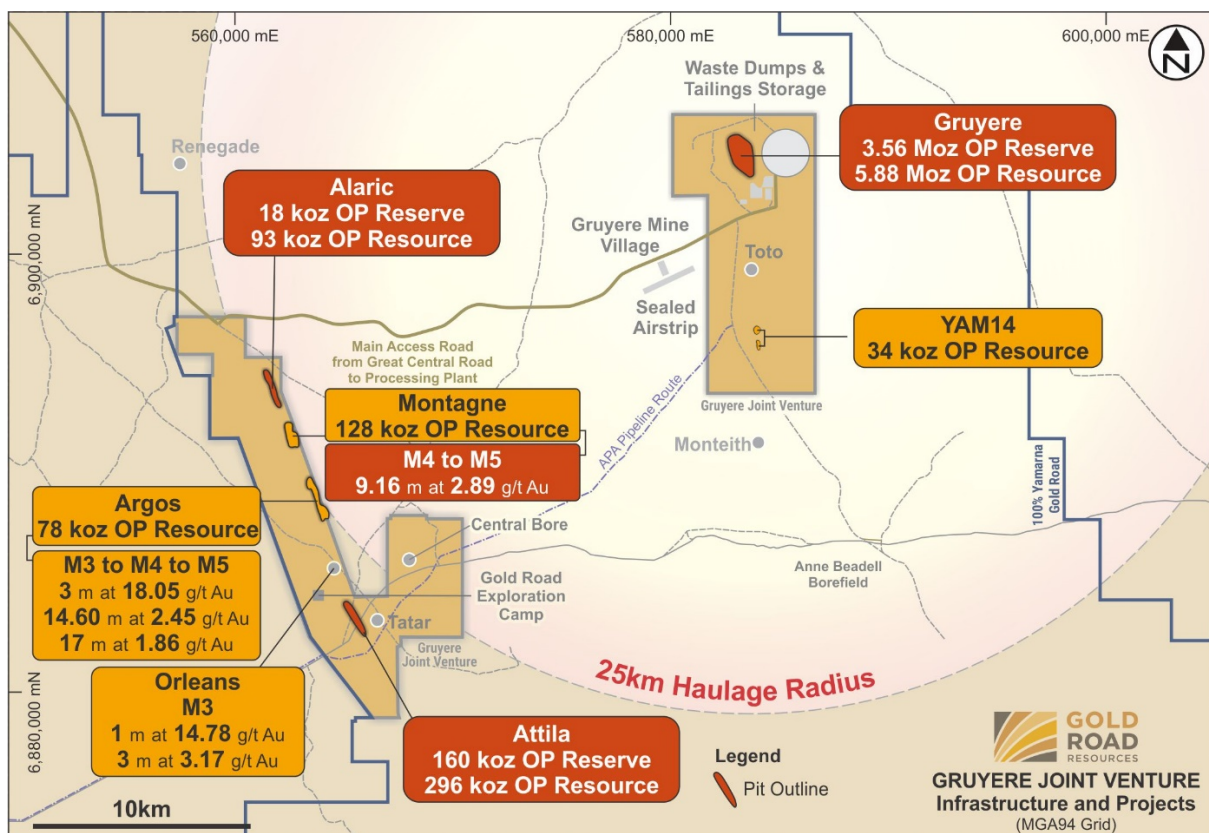 560,000 mE
580,000 mE
600,000 mE
N
6,900,000 mN
6,880,000 mN
Waste Dumps &
Tailings Storage
Gruyere
3.56 Moz OP Reserve
5.88 Moz OP Resource
Renegade
Alaric
18 koz OP Reserve
93 koz OP Resource
Gruyere Mine
Village
Toto
Sealed
Airstrip
YAM14
34 koz OP Resource
Main Access Road
from Great Central Road
to Processing Plant
Montagne
128 koz OP Resource
M4 to M5
9.16 m at 2.89 g/t Au
Gruyere Joint Venture
APA Pipeline Route
Monteith
100% Yamarna
Gold Road
Argos
78 koz OP Resource
M3 to M4 to M5
3 m at 18.05 g/t Au
14.60 m at 2.45 g/t Au
17 m at 1.86 g/t Au
Central Bore
Gold Road
Exploration
Camp
Anne Beadell
Borefield
Tatar
Gruyere
Joint Venture
Orleans
M3
1 m at 14.78 g/t Au
3 m at 3.17 g/t Au
25km Haulage Radius
Attila
160 koz OP Reserve
296 koz OP Resource
Legend
Pit Outline
10km
GOLD
ROAD
RESOURCES
GRUYERE JOINT VENTURE
Infrastructure and Projects
(MGA94 Grid)